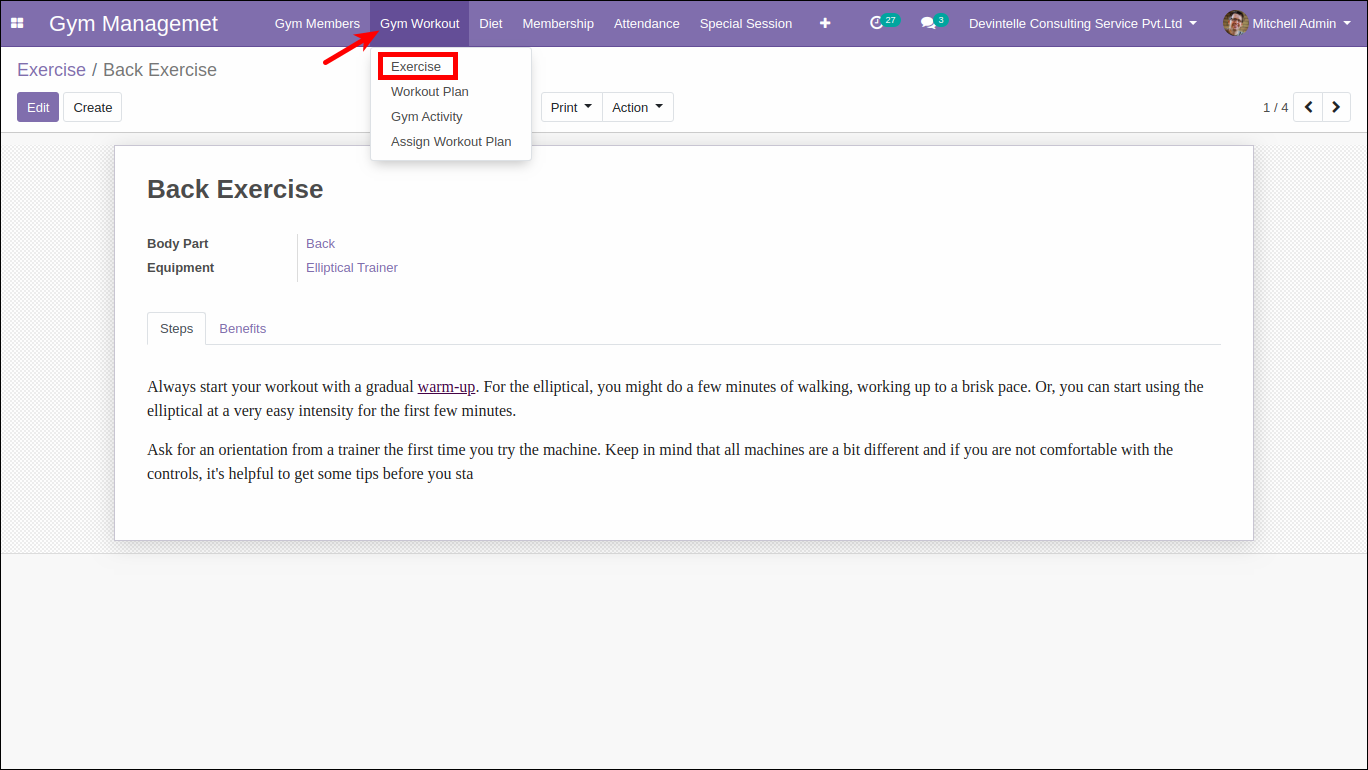 Gym Managemet Gym Members Gym Workout Diet Membership Attendance Special Session 27 3 Devintelle Consulting Service Pvt.Ltd Mitchell Admin
Exercise / Back Exercise
Exercise
Workout Plan
Gym Activity
Assign Workout Plan
Edit Create Print Action 1 / 4
Back Exercise
Body Part Back
Equipment Elliptical Trainer
Steps Benefits
Always start your workout with a gradual warm-up. For the elliptical, you might do a few minutes of walking, working up to a brisk pace. Or, you can start using the
elliptical at a very easy intensity for the first few minutes.
Ask for an orientation from a trainer the first time you try the machine. Keep in mind that all machines are a bit different and if you are not comfortable with the
controls, it's helpful to get some tips before you sta